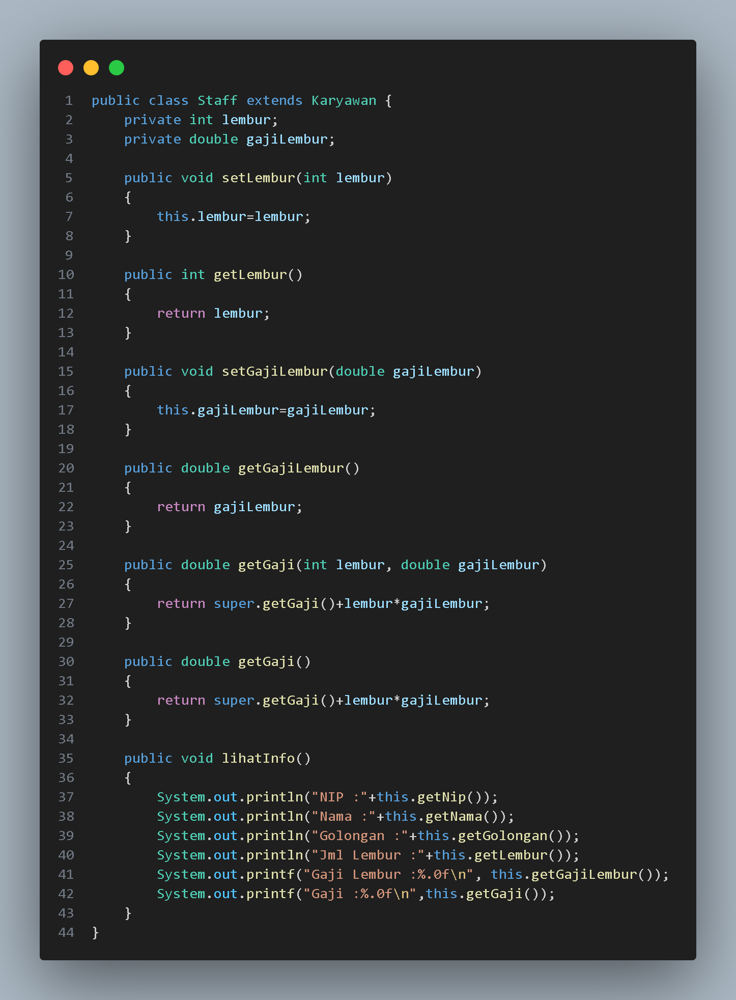 1 public class Staff extends Karyawan {
2     private int lembur;
3     private double gajiLembur;
4
5     public void setLembur(int lembur)
6     {
7         this.lembur=lembur;
8     }
9
10     public int getLembur()
11     {
12         return lembur;
13     }
14
15     public void setGajiLembur(double gajiLembur)
16     {
17         this.gajiLembur=gajiLembur;
18     }
19
20     public double getGajiLembur()
21     {
22         return gajiLembur;
23     }
24
25     public double getGaji(int lembur, double gajiLembur)
26     {
27         return super.getGaji()+lembur*gajiLembur;
28     }
29
30     public double getGaji()
31     {
32         return super.getGaji()+lembur*gajiLembur;
33     }
34
35     public void lihatInfo()
36     {
37         System.out.println("NIP :"+this.getNip());
38         System.out.println("Nama :"+this.getNama());
39         System.out.println("Golongan :"+this.getGolongan());
40         System.out.println("Jml Lembur :"+this.getLembur());
41         System.out.printf("Gaji Lembur :%.0f\n", this.getGajiLembur());
42         System.out.printf("Gaji :%.0f\n",this.getGaji());
43     }
44 }